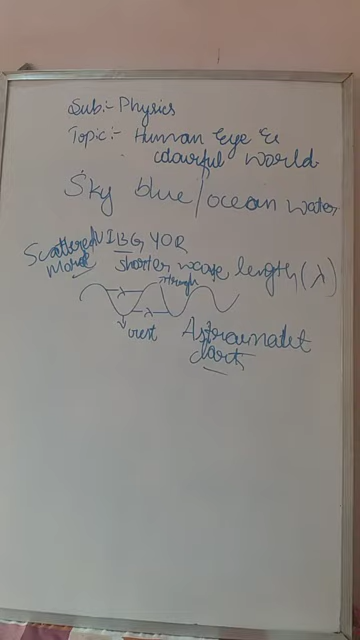 Sub:- Physics
Topic:- Human Eye &
colourful world
Sky blue/ocean water
Scattered VIBGYOR
More shorter wave length (λ)
λ
λ
crest
Astronaut
dark